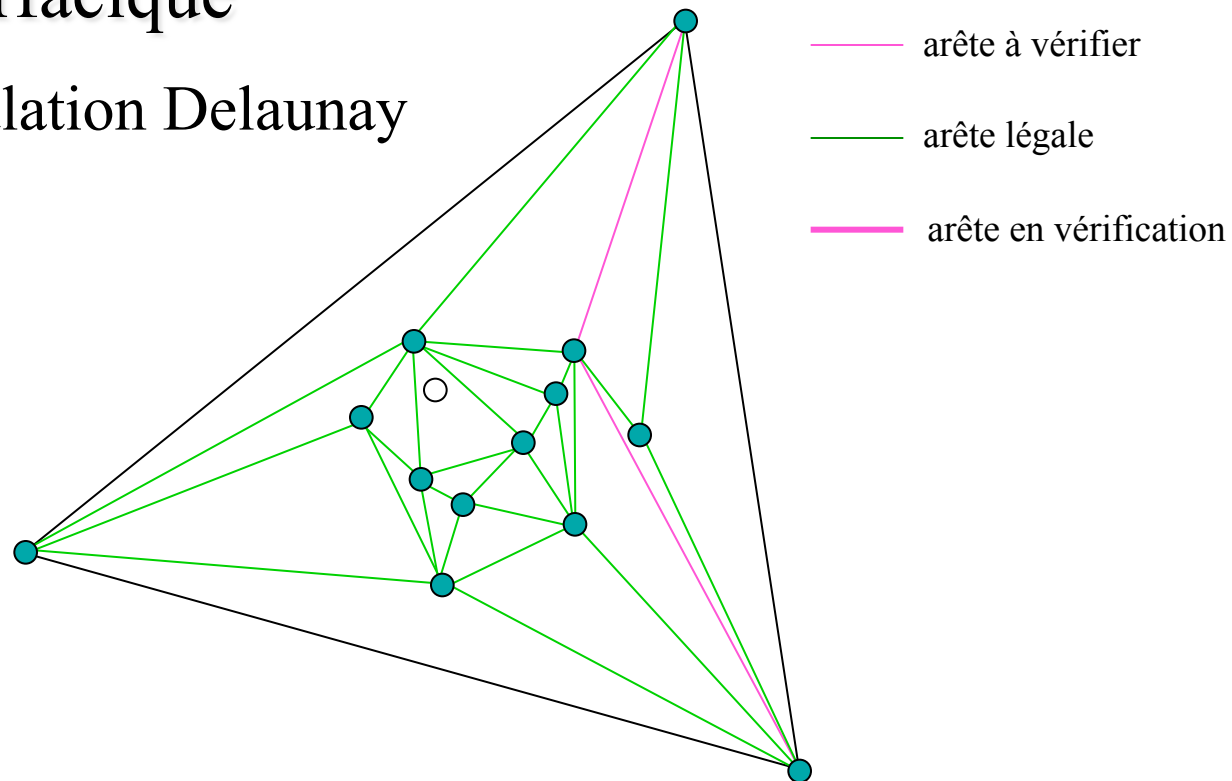 lation Delaunay
arête à vérifier
arête légale
arête en vérification